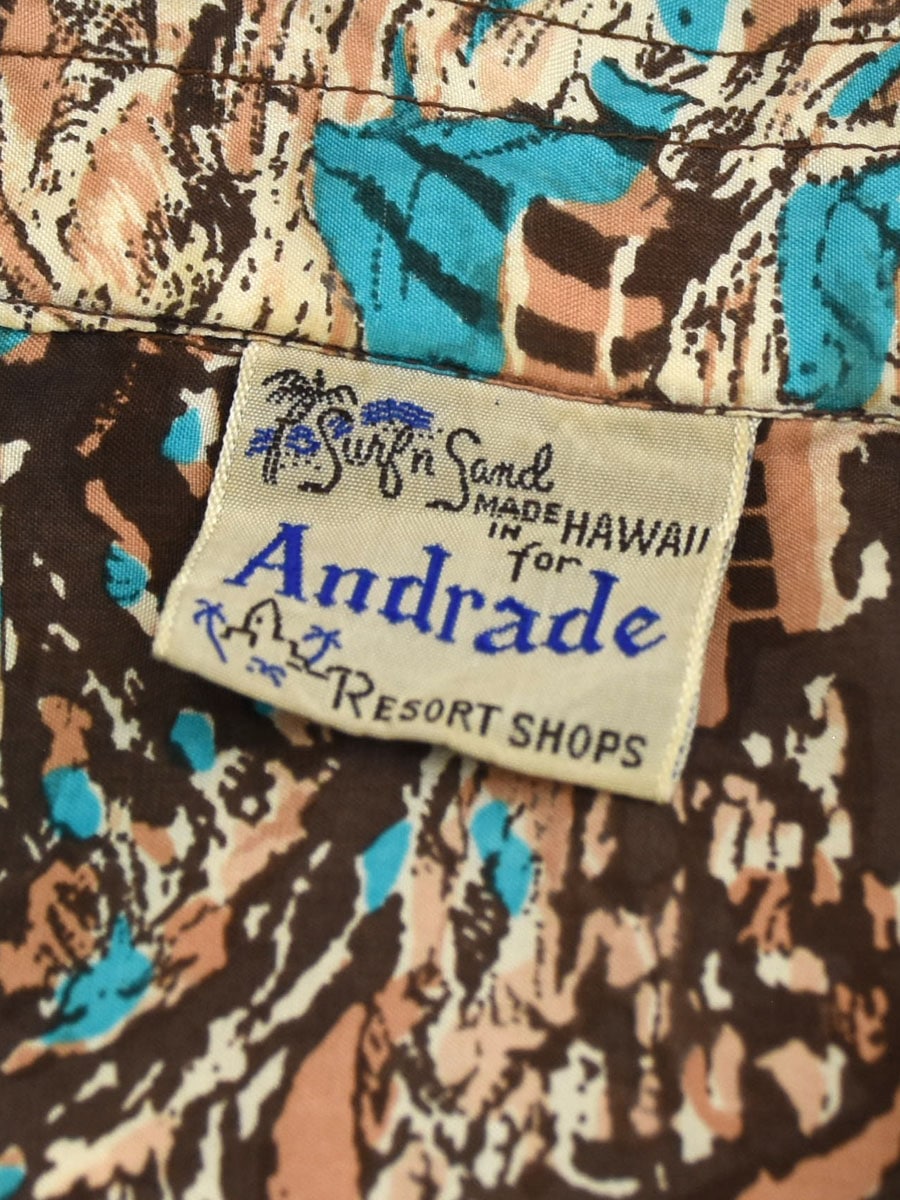 Surf n Sand
MADE IN HAWAII
for
Andrade
RESORT SHOPS